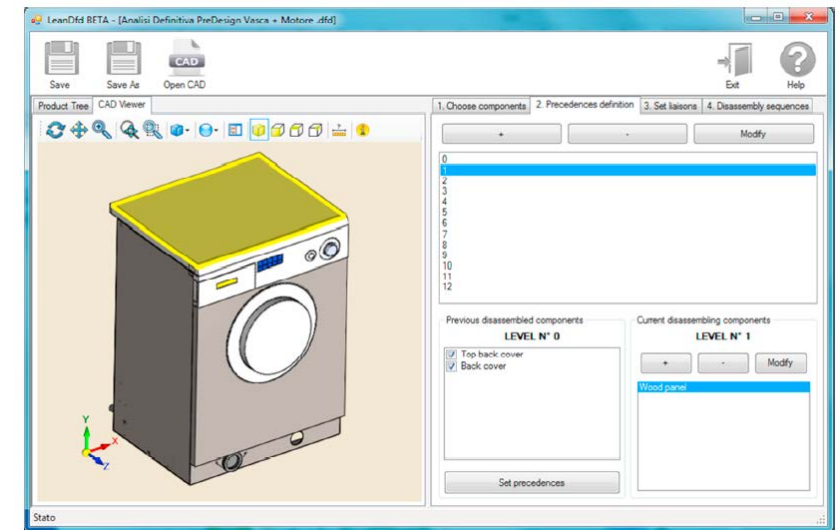 LeanDfd BETA - [Analisi Definitiva PreDesign Vasca + Motore .dfd]
Save Save As Open CAD Exit Help
CAD
Product Tree CAD Viewer 1. Choose components 2. Precedences definition 3. Set liaisons 4. Disassembly sequences
+ - Modify
0
1
2
3
4
5
6
7
8
9
10
11
12
Previous disassembled components Current disassembling components
LEVEL N° 0 LEVEL N° 1
Top back cover
Back cover
+ - Modify
Wood panel
Y
X
Z
Set precedences
Stato